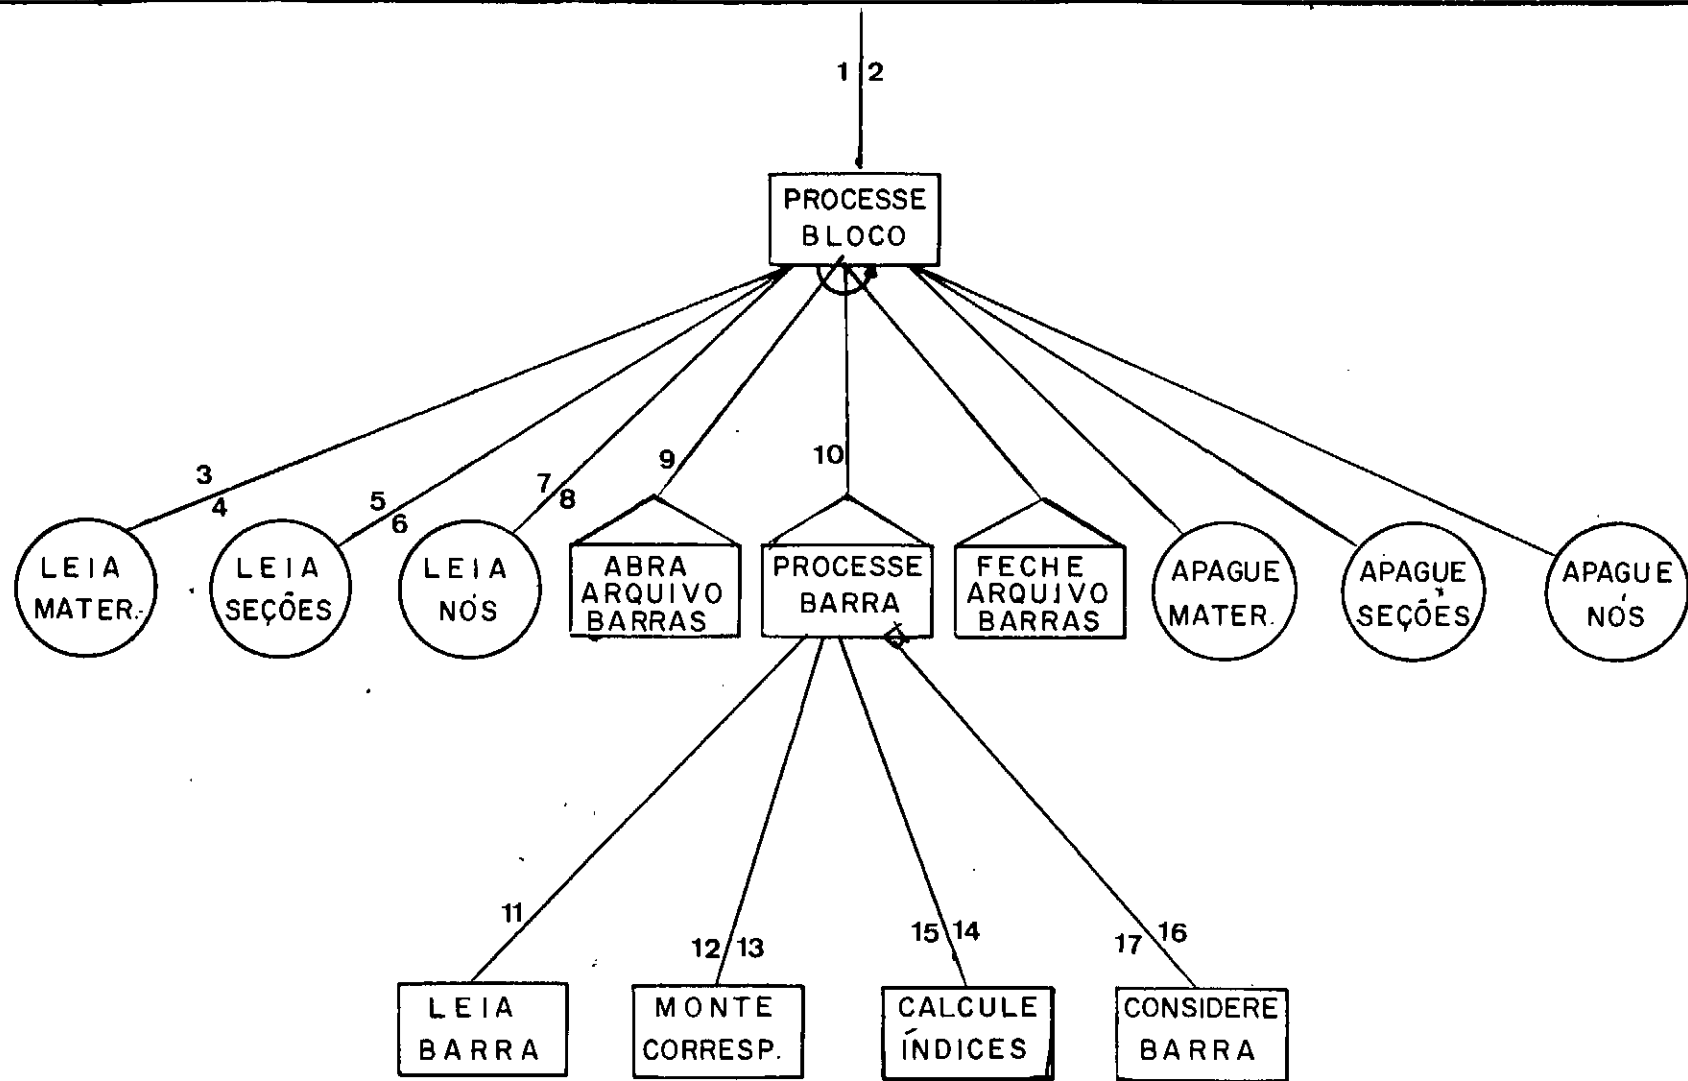 1 2
PROCESSE
BLOCO
3
4
5
6
7
8
9
10
LEIA
MATER.
LEIA
SEÇÕES
LEIA
NÓS
ABRA
ARQUIVO
BARRAS
PROCESSE
BARRA
FECHE
ARQUIVO
BARRAS
APAGUE
MATER.
APAGUE
SEÇÕES
APAGUE
NÓS
11
12 13
15 14
17 16
LEIA
BARRA
MONTE
CORRESP.
CALCULE
ÍNDICES
CONSIDERE
BARRA